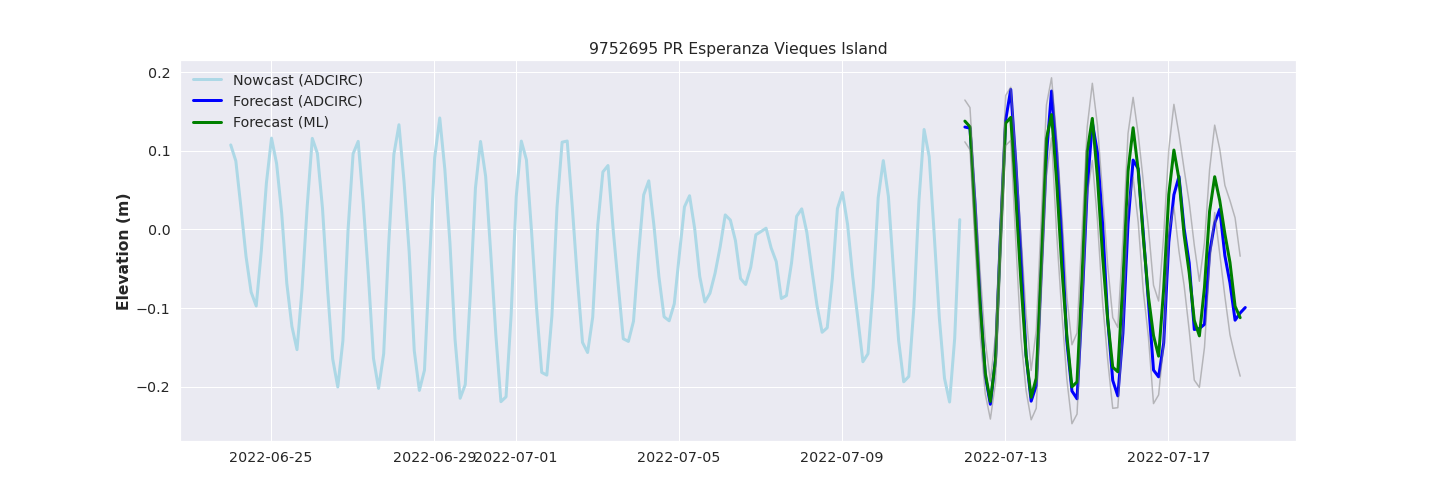 9752695 PR Esperanza Vieques Island
Nowcast (ADCIRC)
Forecast (ADCIRC)
Forecast (ML)
Elevation (m)
0.2
0.1
0.0
−0.1
−0.2
2022-06-25
2022-06-29
2022-07-01
2022-07-05
2022-07-09
2022-07-13
2022-07-17